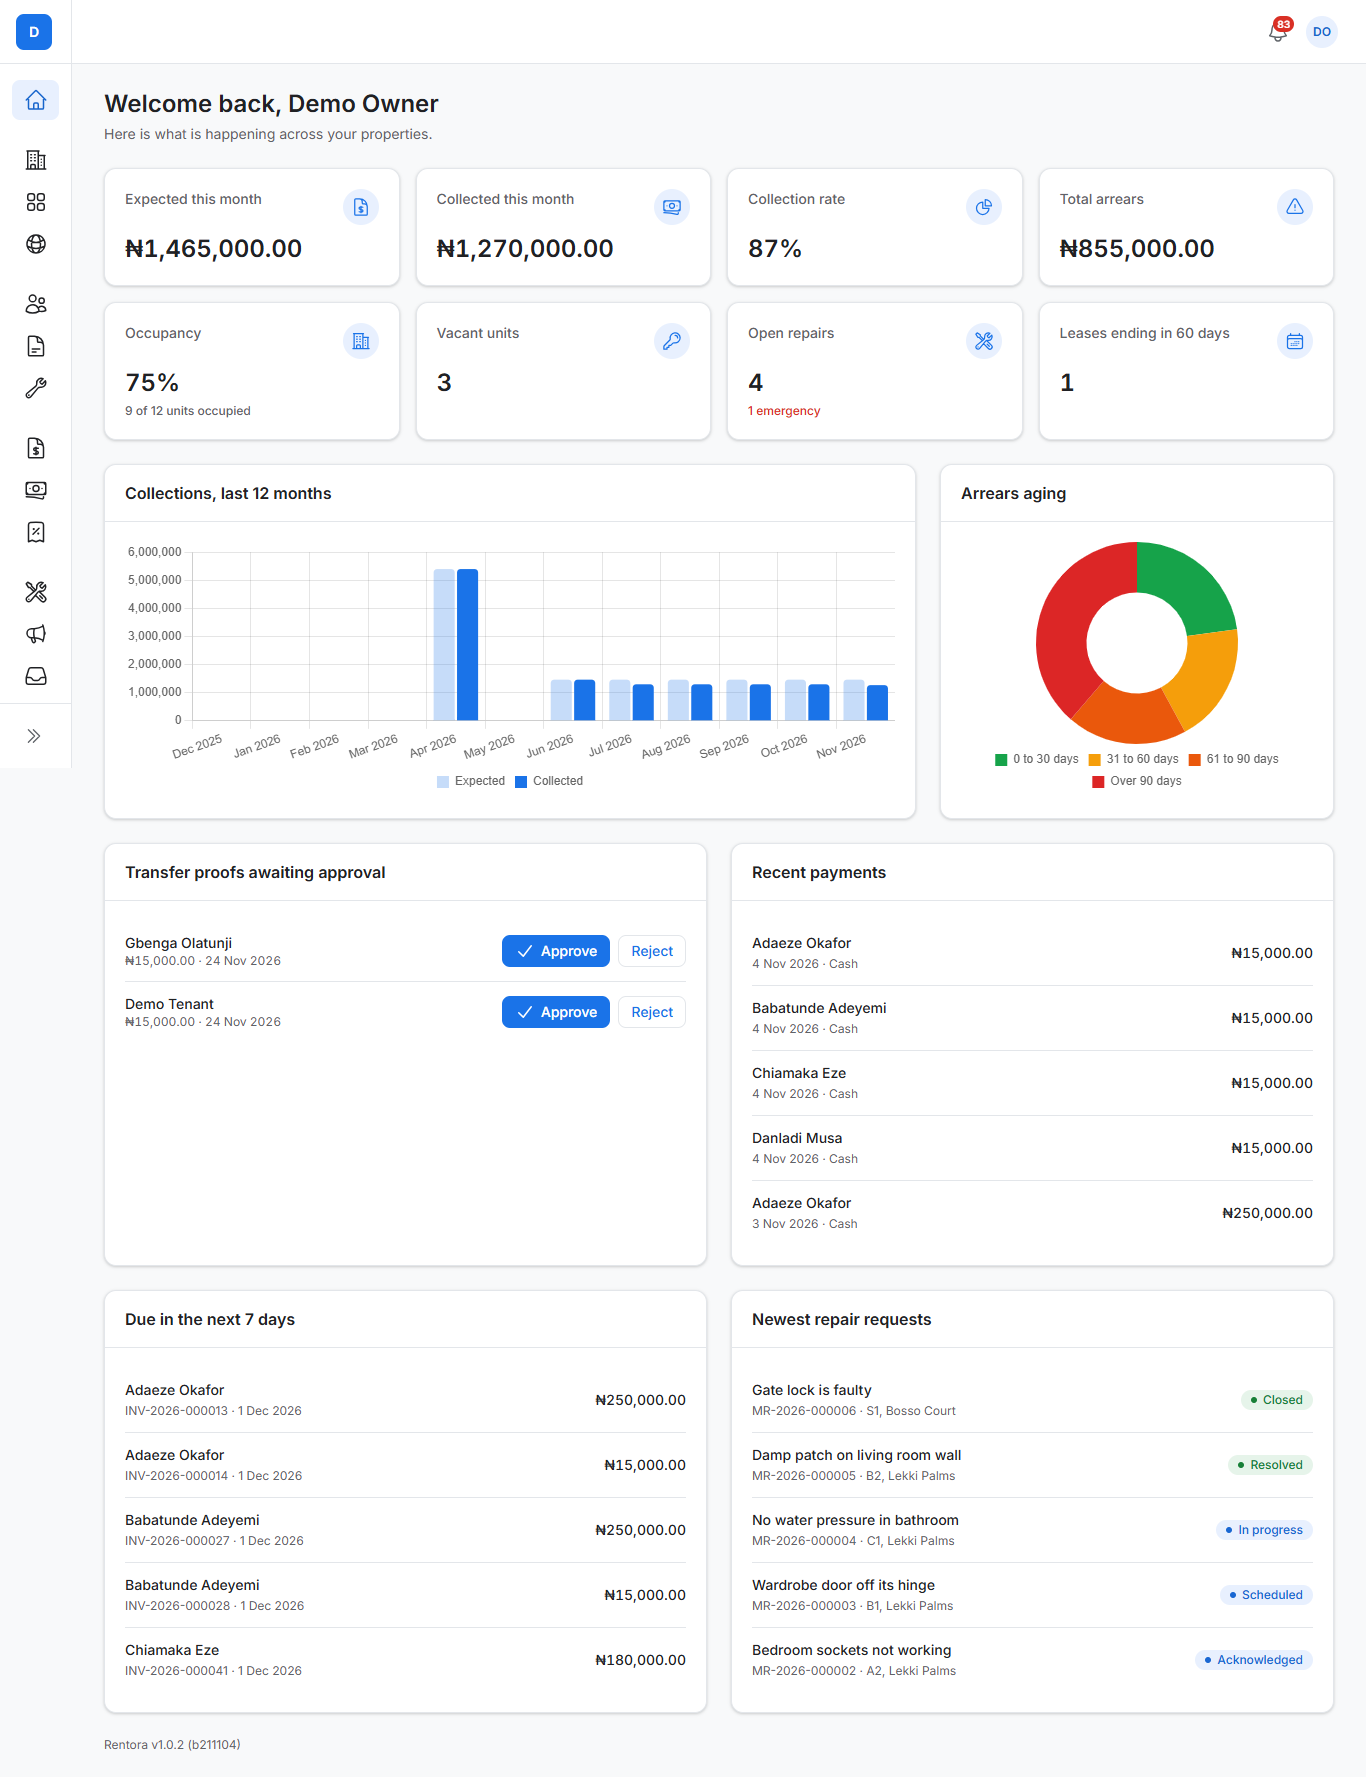 D
83
DO
Welcome back, Demo Owner
Here is what is happening across your properties.
Expected this month
₦1,465,000.00
Collected this month
₦1,270,000.00
Collection rate
87%
Total arrears
₦855,000.00
Occupancy
75%
9 of 12 units occupied
Vacant units
3
Open repairs
4
1 emergency
Leases ending in 60 days
1
Collections, last 12 months
6,000,000
5,000,000
4,000,000
3,000,000
2,000,000
1,000,000
0
Dec 2025
Jan 2026
Feb 2026
Mar 2026
Apr 2026
May 2026
Jun 2026
Jul 2026
Aug 2026
Sep 2026
Oct 2026
Nov 2026
Expected
Collected
Arrears aging
0 to 30 days
31 to 60 days
61 to 90 days
Over 90 days
Transfer proofs awaiting approval
Gbenga Olatunji
₦15,000.00 · 24 Nov 2026
Approve
Reject
Demo Tenant
₦15,000.00 · 24 Nov 2026
Approve
Reject
Recent payments
Adaeze Okafor
4 Nov 2026 · Cash
₦15,000.00
Babatunde Adeyemi
4 Nov 2026 · Cash
₦15,000.00
Chiamaka Eze
4 Nov 2026 · Cash
₦15,000.00
Danladi Musa
4 Nov 2026 · Cash
₦15,000.00
Adaeze Okafor
3 Nov 2026 · Cash
₦250,000.00
Due in the next 7 days
Adaeze Okafor
INV-2026-000013 · 1 Dec 2026
₦250,000.00
Adaeze Okafor
INV-2026-000014 · 1 Dec 2026
₦15,000.00
Babatunde Adeyemi
INV-2026-000027 · 1 Dec 2026
₦250,000.00
Babatunde Adeyemi
INV-2026-000028 · 1 Dec 2026
₦15,000.00
Chiamaka Eze
INV-2026-000041 · 1 Dec 2026
₦180,000.00
Newest repair requests
Gate lock is faulty
MR-2026-000006 · S1, Bosso Court
Closed
Damp patch on living room wall
MR-2026-000005 · B2, Lekki Palms
Resolved
No water pressure in bathroom
MR-2026-000004 · C1, Lekki Palms
In progress
Wardrobe door off its hinge
MR-2026-000003 · B1, Lekki Palms
Scheduled
Bedroom sockets not working
MR-2026-000002 · A2, Lekki Palms
Acknowledged
Rentora v1.0.2 (b211104)